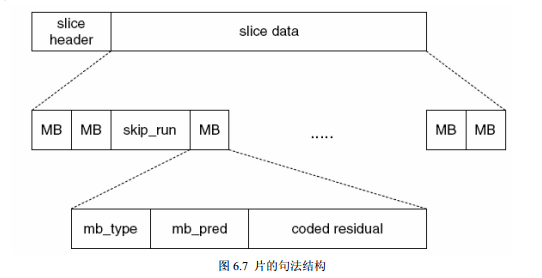 slice header
slice data
MB MB skip_run MB ..... MB MB
mb_type mb_pred coded residual
图 6.7 片的句法结构